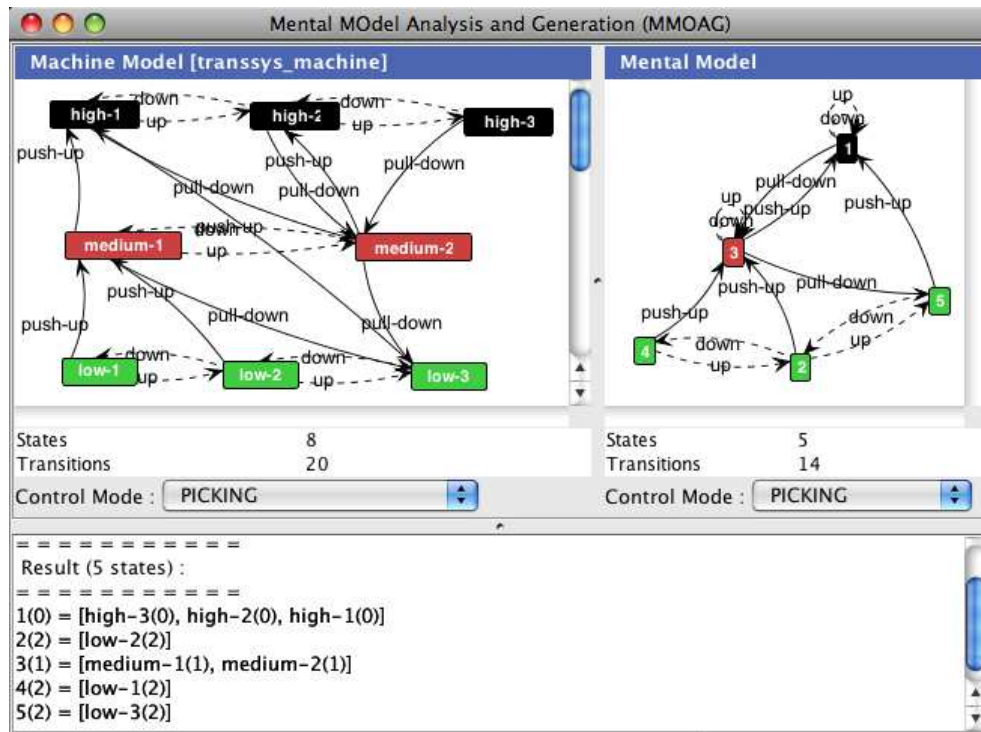 Mental MOdel Analysis and Generation (MMOAG)
Machine Model [transsys_machine]
Mental Model
down
down
high-1
up
high-2
up
high-3
push-up
push-up
pull-down
pull-down
down
push-up
medium-1
up
medium-2
push-up
push-up
pull-down
pull-down
down
down
low-1
up
low-2
up
low-3
up
down
1
pull-down
up
down
push-up
push-up
3
push-up
pull-down
push-up
5
down
down
up
4
up
2
States 8
Transitions 20
Control Mode : PICKING
States 5
Transitions 14
Control Mode : PICKING
= = = = = = = = = = =
Result (5 states) :
= = = = = = = = = = =
1(0) = [high-3(0), high-2(0), high-1(0)]
2(2) = [low-2(2)]
3(1) = [medium-1(1), medium-2(1)]
4(2) = [low-1(2)]
5(2) = [low-3(2)]